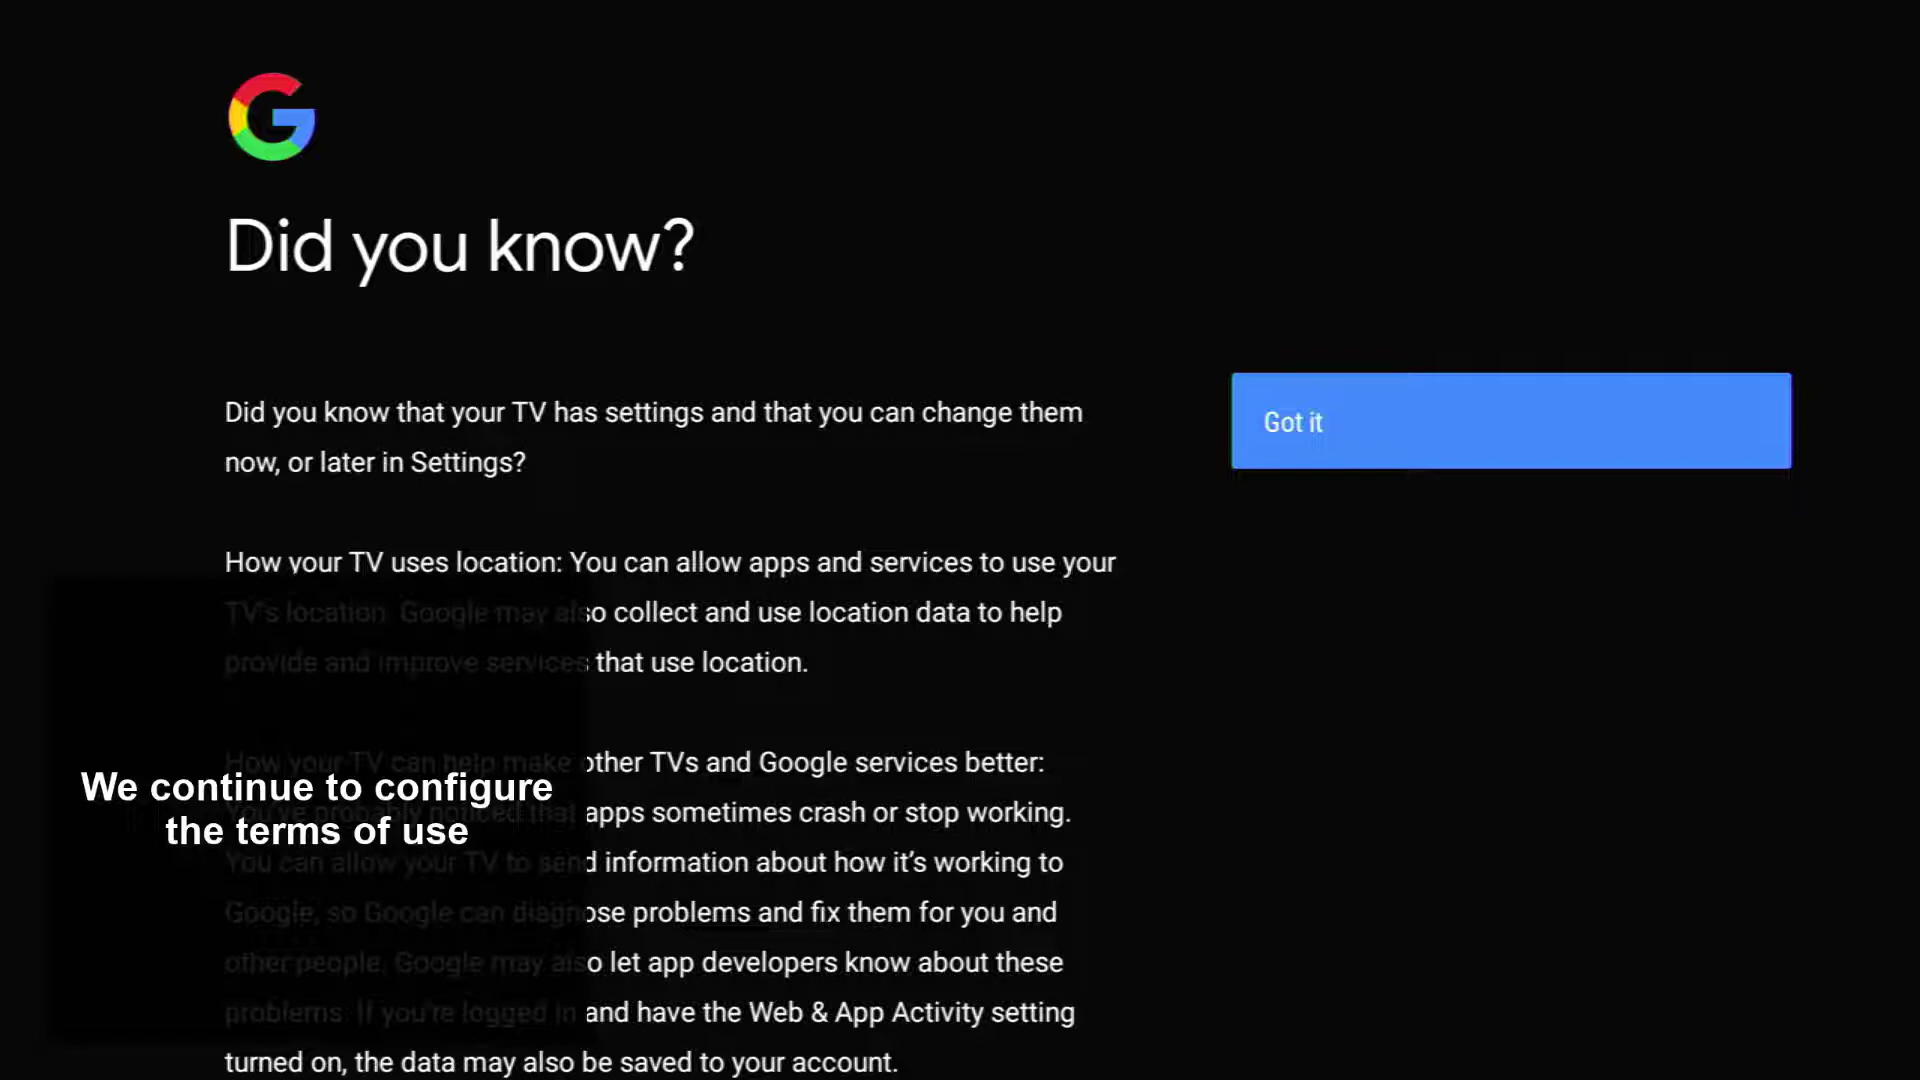 Did you know?
Did you know that your TV has settings and that you can change them
now, or later in Settings?
Got it
How your TV uses location: You can allow apps and services to use your
TV's location. Google may also collect and use location data to help
provide and improve services that use location.
How your TV can help make other TVs and Google services better:
You've probably noticed that apps sometimes crash or stop working.
You can allow your TV to send information about how it’s working to
Google, so Google can diagnose problems and fix them for you and
other people. Google may also let app developers know about these
problems. If you're logged in and have the Web & App Activity setting
turned on, the data may also be saved to your account.
We continue to configure
the terms of use